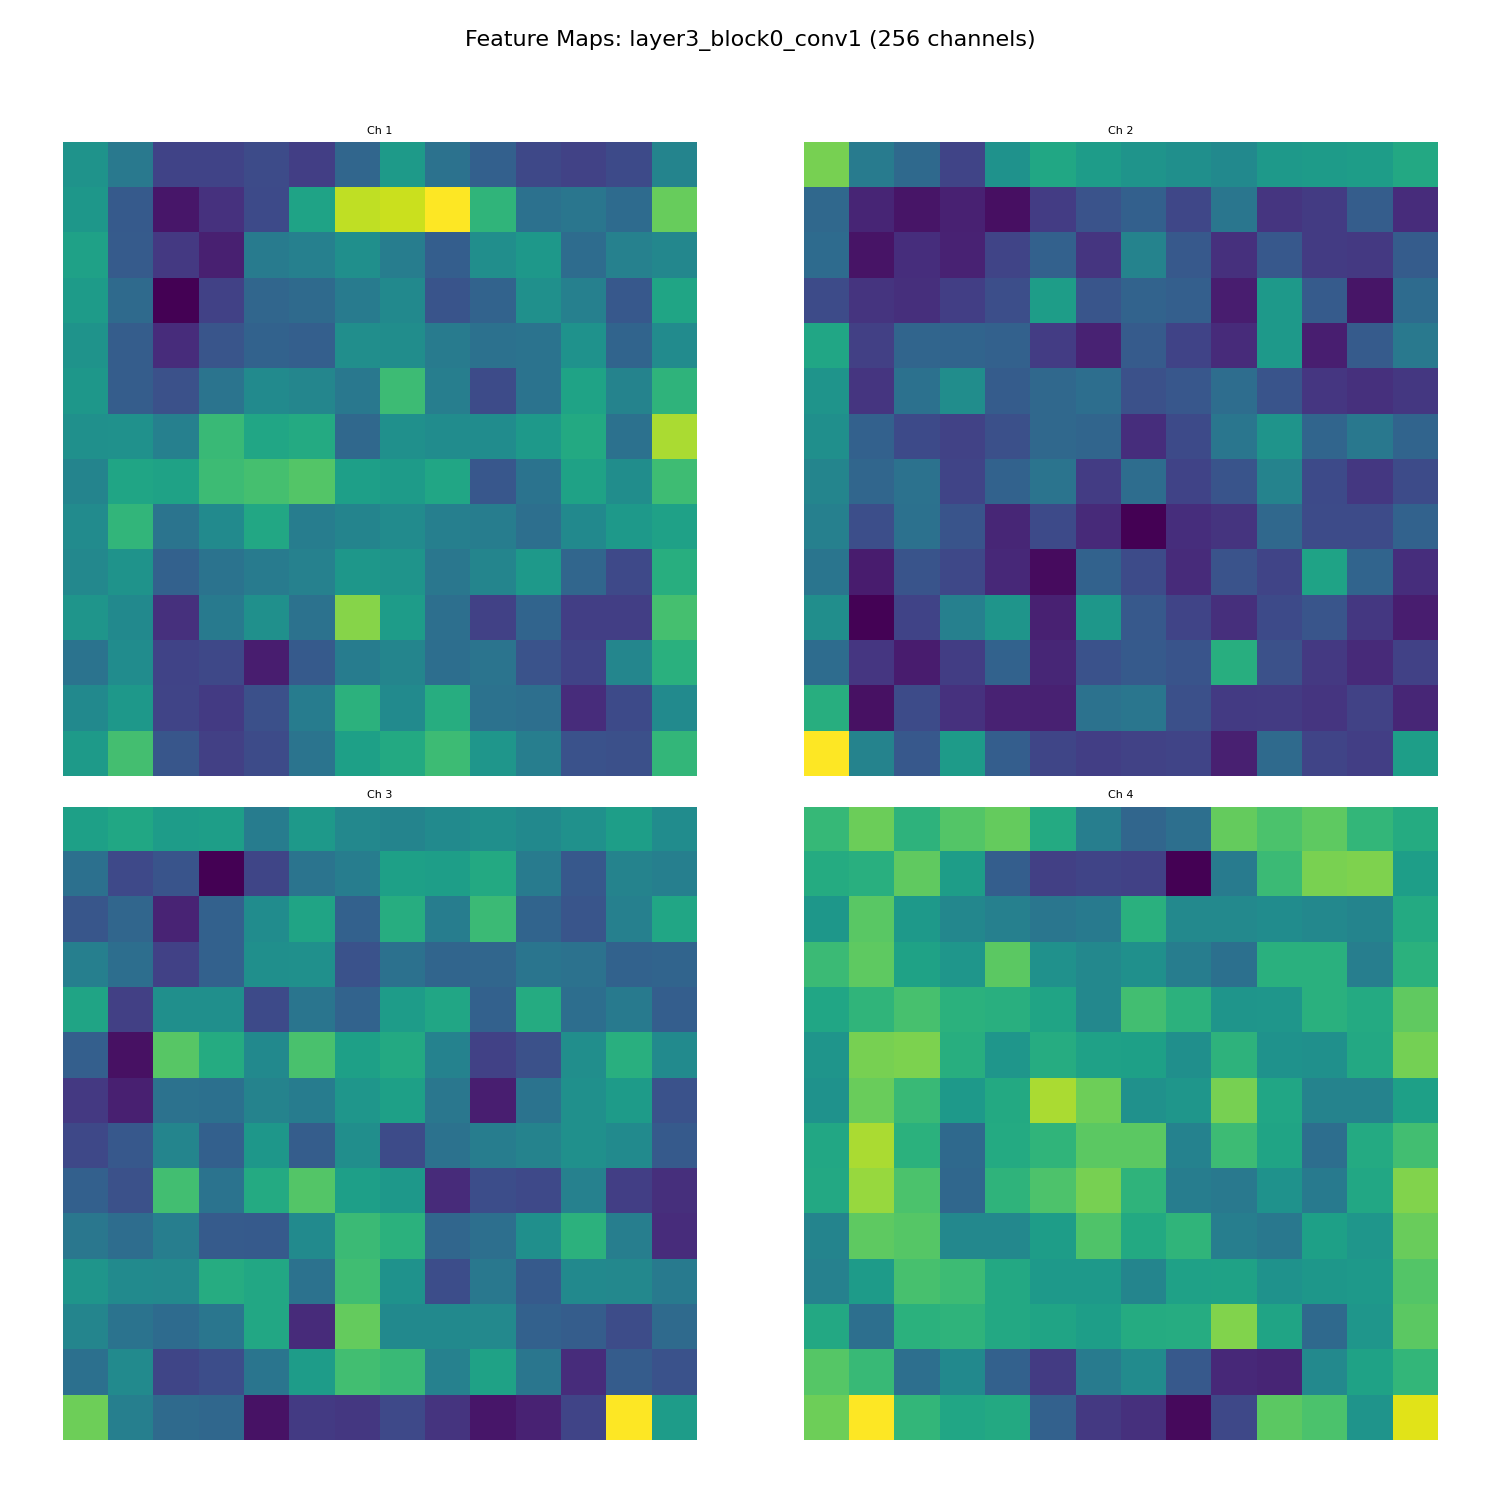 Feature Maps: layer3_block0_conv1 (256 channels)
Ch 1
Ch 2
Ch 3
Ch 4